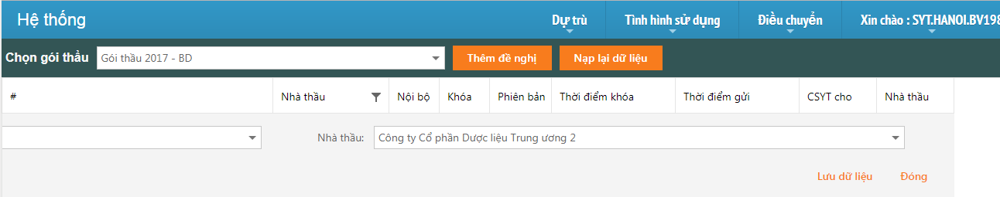 Hệ thống Dự trù Tình hình sử dụng Điều chuyển Xin chào : SYT.HANOI.BV198
Chọn gói thầu Gói thầu 2017 - BD Thêm đề nghị Nạp lại dữ liệu
# Nhà thầu Nội bộ Khóa Phiên bản Thời điểm khóa Thời điểm gửi CSYT cho Nhà thầu
Nhà thầu: Công ty Cổ phần Dược liệu Trung ương 2
Lưu dữ liệu Đóng